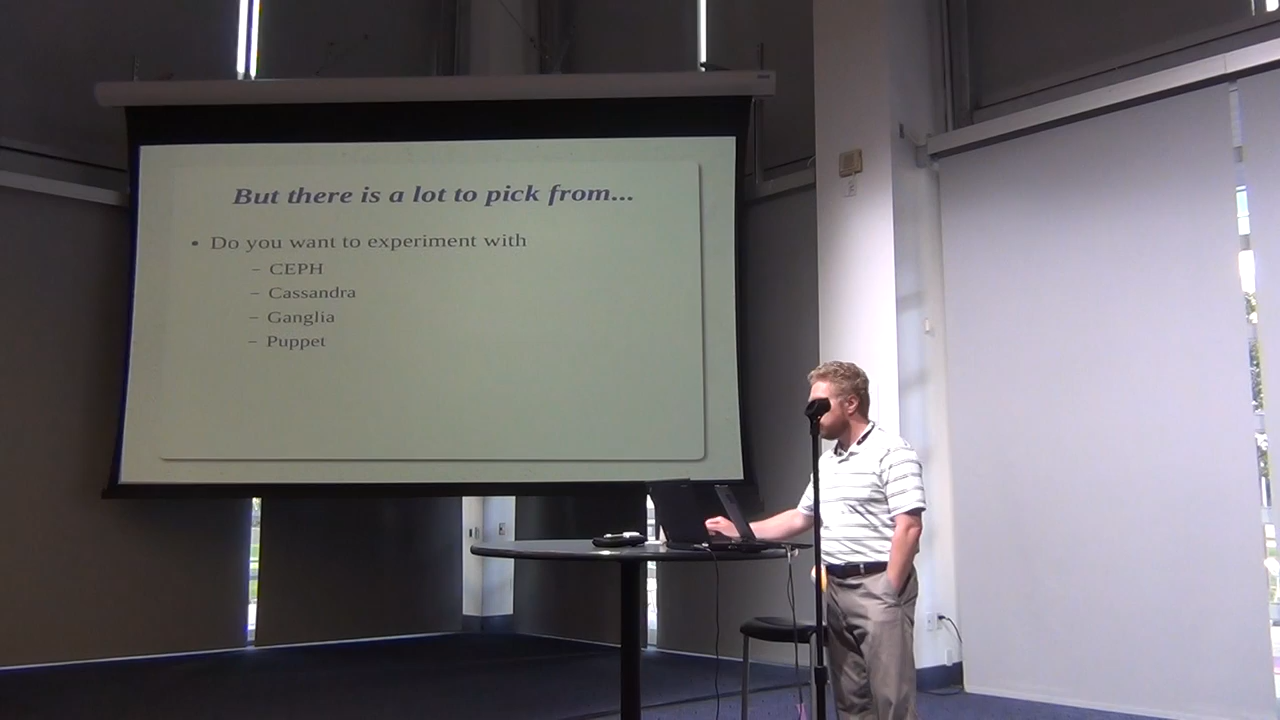 But there is a lot to pick from...
• Do you want to experiment with
– CEPH
– Cassandra
– Ganglia
– Puppet